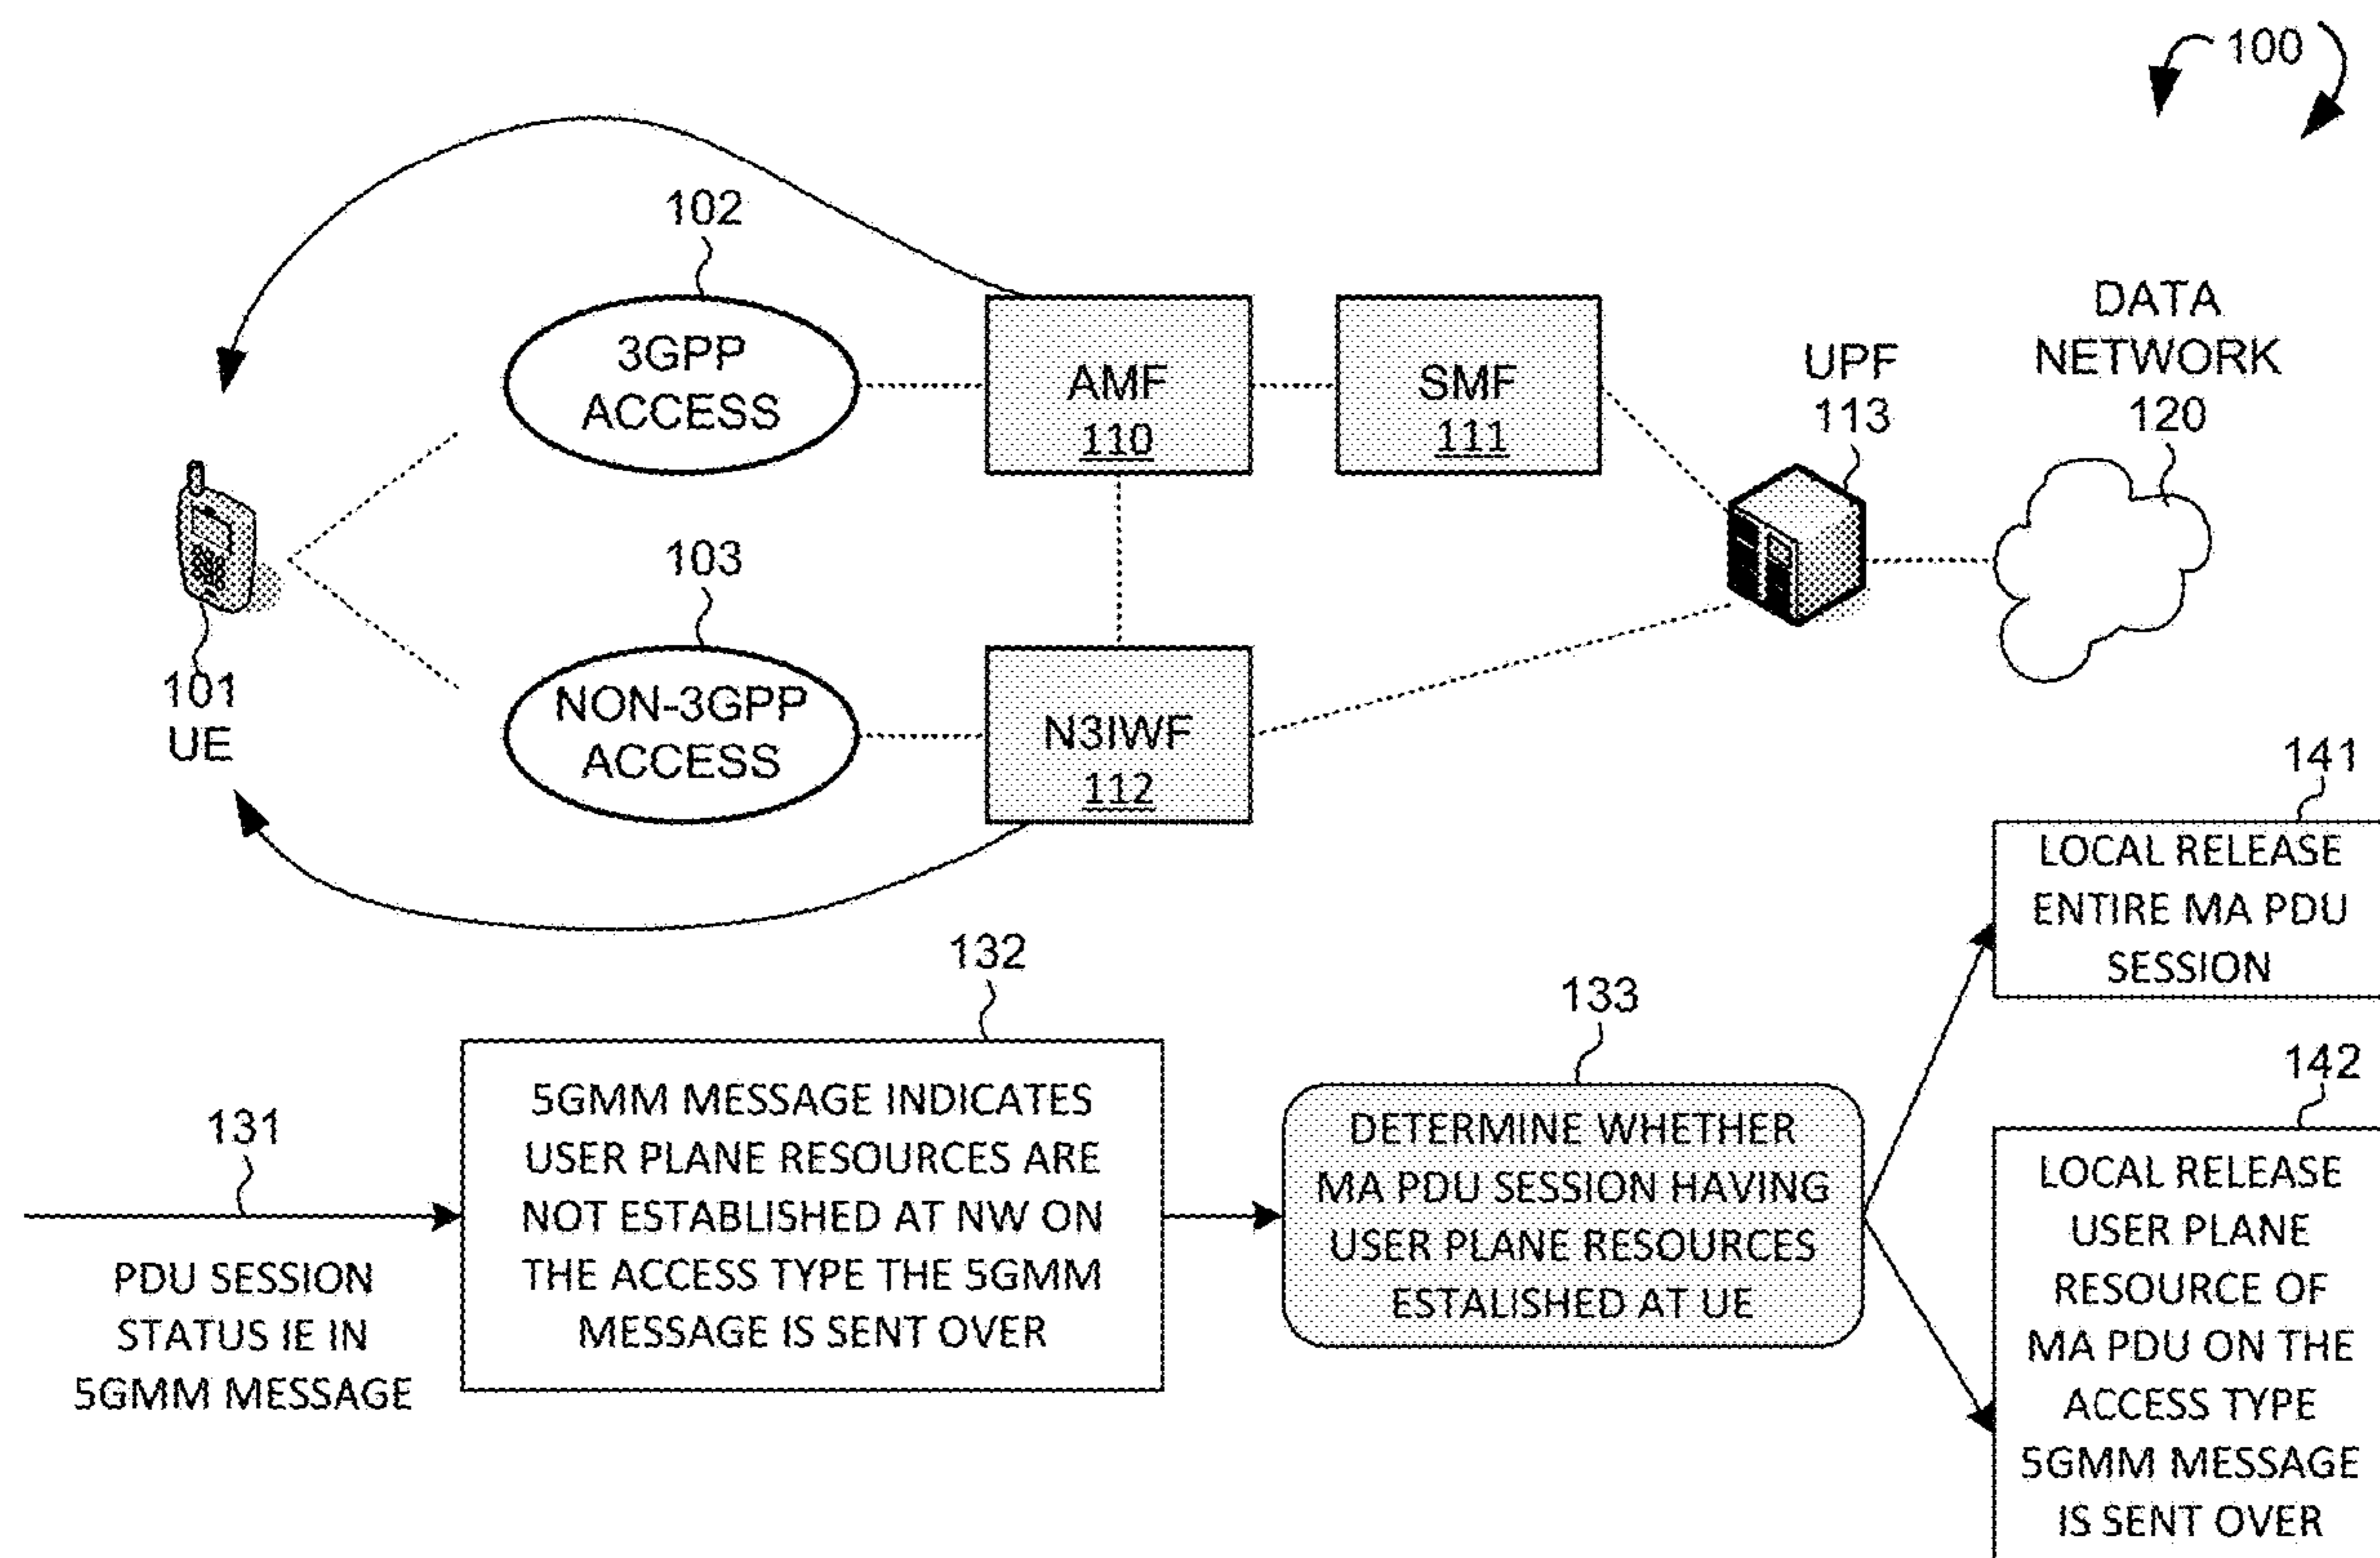 100
102
3GPP
ACCESS
AMF
110
SMF
111
UPF
113
DATA
NETWORK
120
101
UE
103
NON-3GPP
ACCESS
N3IWF
112
131
PDU SESSION
STATUS IE IN
5GMM MESSAGE
132
5GMM MESSAGE INDICATES
USER PLANE RESOURCES ARE
NOT ESTABLISHED AT NW ON
THE ACCESS TYPE THE 5GMM
MESSAGE IS SENT OVER
133
DETERMINE WHETHER
MA PDU SESSION HAVING
USER PLANE RESOURCES
ESTALISHED AT UE
141
LOCAL RELEASE
ENTIRE MA PDU
SESSION
142
LOCAL RELEASE
USER PLANE
RESOURCE OF
MA PDU ON THE
ACCESS TYPE
5GMM MESSAGE
IS SENT OVER